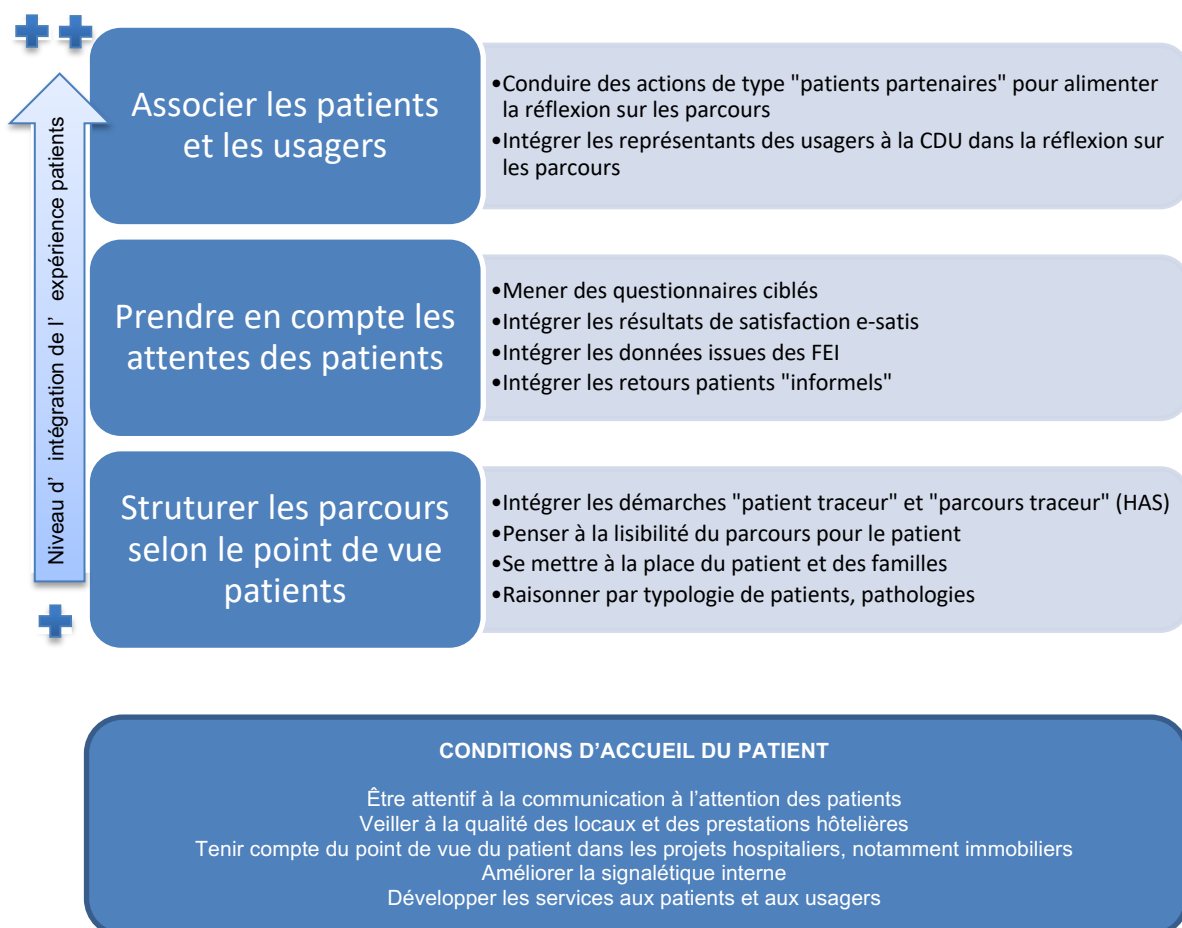 Niveau d' intégration de l' expérience patients
Associer les patients
et les usagers
•Conduire des actions de type "patients partenaires" pour alimenter
la réflexion sur les parcours
•Intégrer les représentants des usagers à la CDU dans la réflexion sur
les parcours
Prendre en compte les
attentes des patients
•Mener des questionnaires ciblés
•Intégrer les résultats de satisfaction e-satis
•Intégrer les données issues des FEI
•Intégrer les retours patients "informels"
Struturer les parcours
selon le point de vue
patients
•Intégrer les démarches "patient traceur" et "parcours traceur" (HAS)
•Penser à la lisibilité du parcours pour le patient
•Se mettre à la place du patient et des familles
•Raisonner par typologie de patients, pathologies
CONDITIONS D’ACCUEIL DU PATIENT
Être attentif à la communication à l’attention des patients
Veiller à la qualité des locaux et des prestations hôtelières
Tenir compte du point de vue du patient dans les projets hospitaliers, notamment immobiliers
Améliorer la signalétique interne
Développer les services aux patients et aux usagers